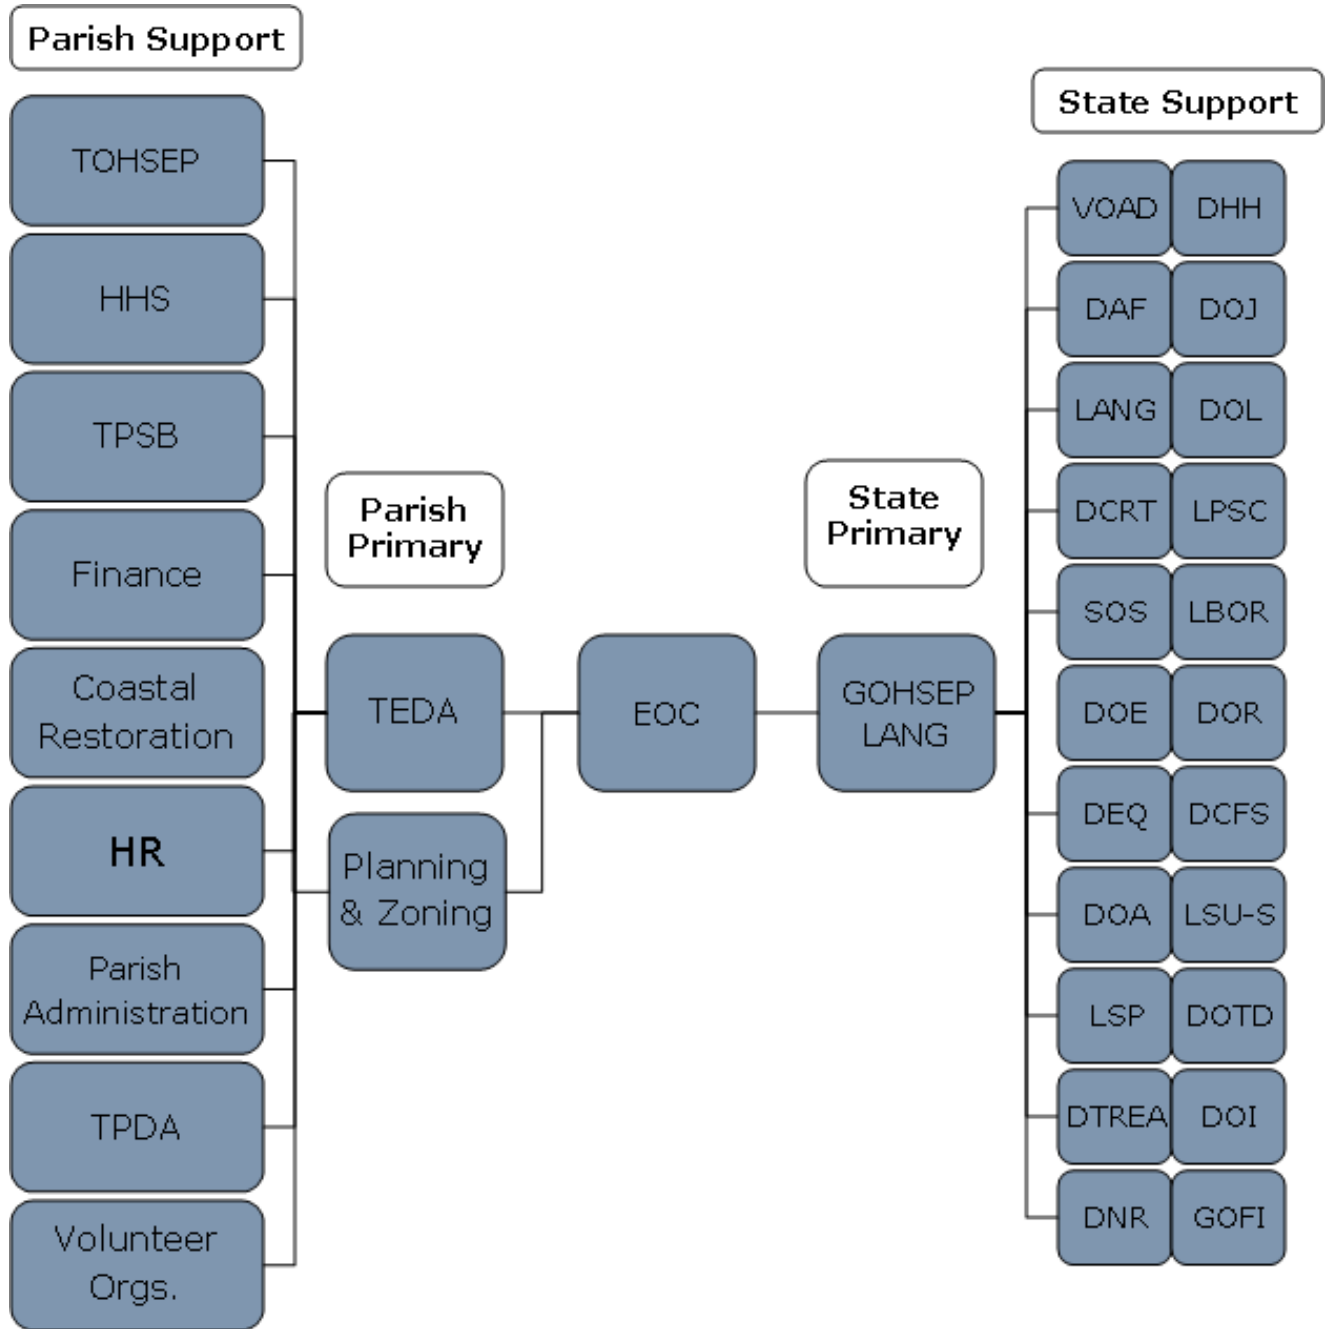 Parish Support
TOHSEP
HHS
TPSB
Finance
Coastal
Restoration
HR
Parish
Administration
TPDA
Volunteer
Orgs.
Parish
Primary
TEDA
Planning
& Zoning
EOC
State
Primary
GOHSEP
LANG
State Support
VOAD DHH
DAF DOJ
LANG DOL
DCRT LPSC
SOS LBOR
DOE DOR
DEQ DCFS
DOA LSU-S
LSP DOTD
DTREA DOI
DNR GOFI